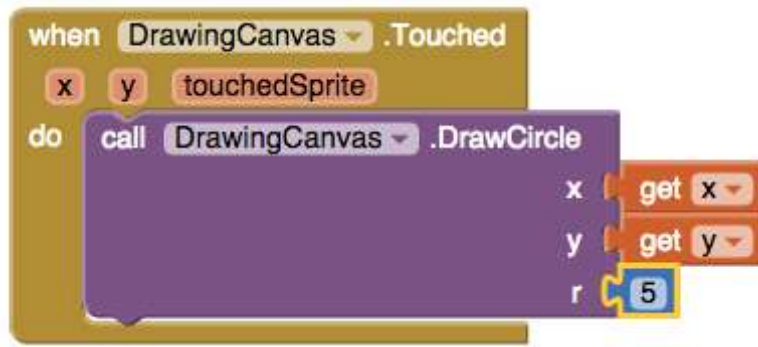 when DrawingCanvas .Touched
x y touchedSprite
do call DrawingCanvas .DrawCircle
x get x
y get y
r 5